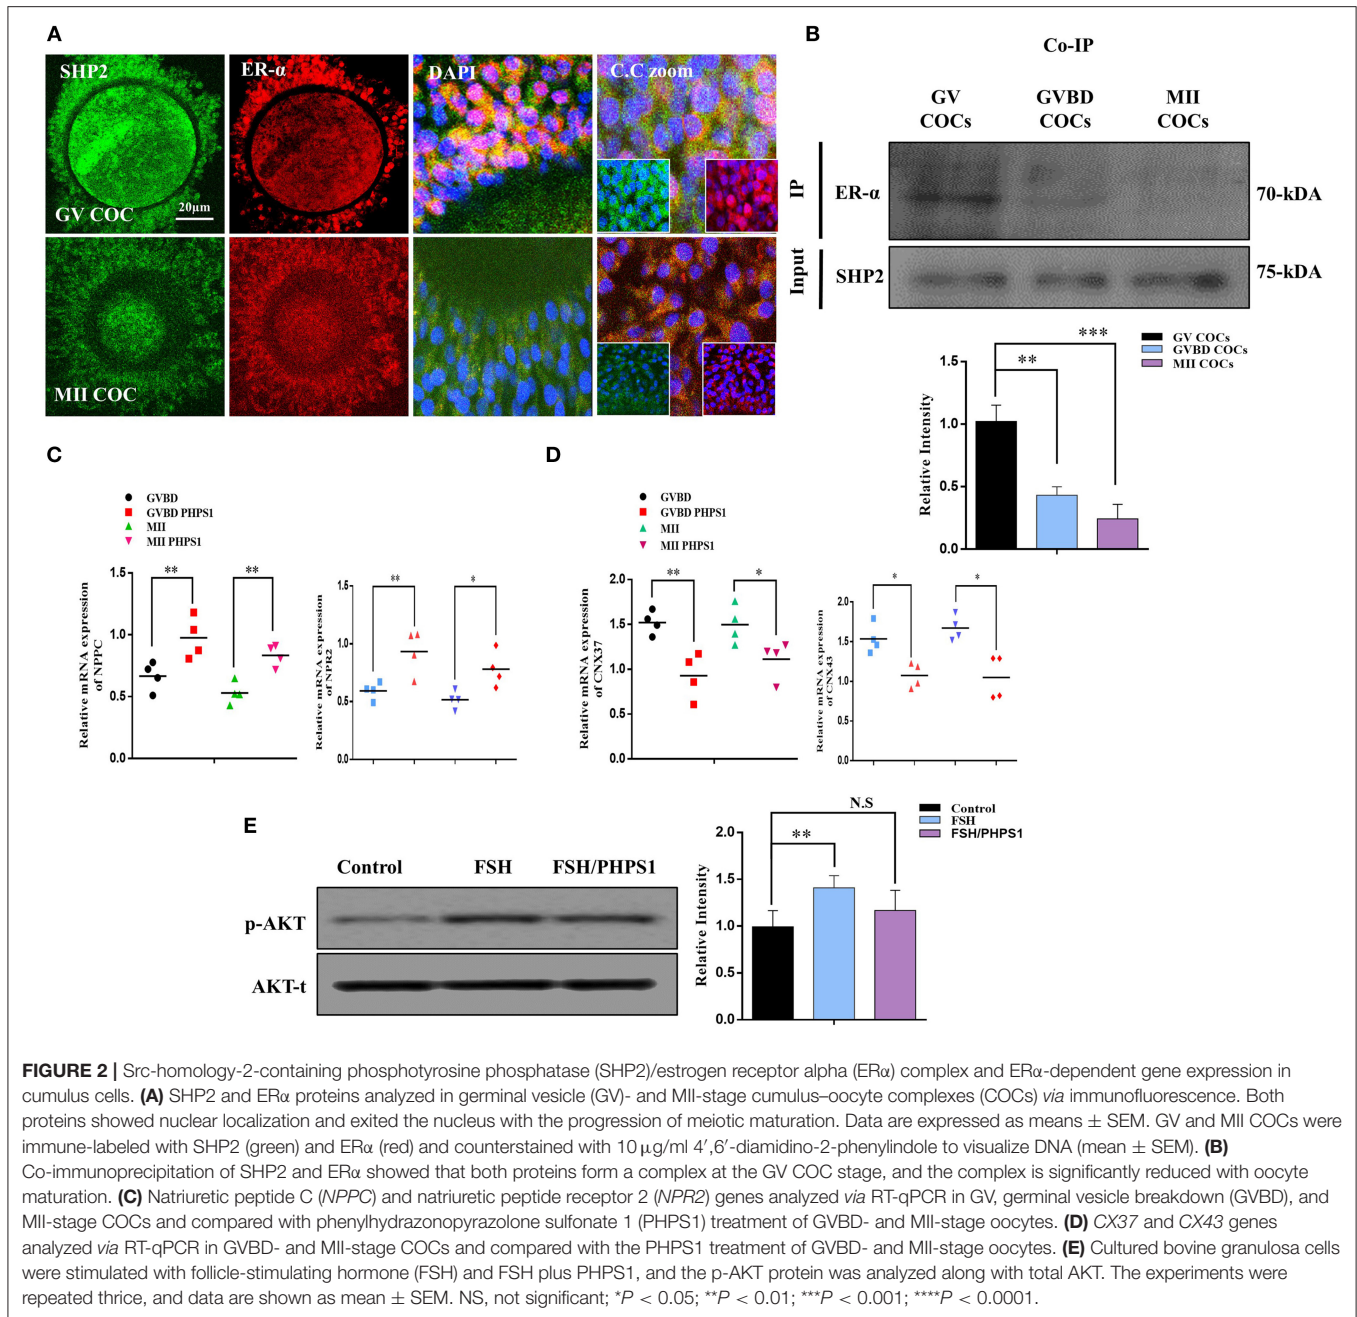 A
SHP2
ER-α
DAPI
C.C zoom
GV COC
20μm
MII COC
B
Co-IP
GV COCs
GVBD COCs
MII COCs
IP
ER-α
70-kDA
Input
SHP2
75-kDA
***
**
GV COCs
GVBD COCs
MII COCs
Relative Intensity
1.5
1.0
0.5
0.0
C
GVBD
GVBD PHPS1
MII
MII PHPS1
Relative mRNA expression of NPPC
1.5
1.0
0.5
0.0
**
**
Relative mRNA expression of NPR2
1.5
1.0
0.5
0.0
**
*
D
GVBD
GVBD PHPS1
MII
MII PHPS1
Relative mRNA expression of CNX37
2.0
1.5
1.0
0.5
0.0
**
*
Relative mRNA expression of CNX43
2.0
1.5
1.0
0.5
0.0
*
*
E
Control
FSH
FSH/PHPS1
p-AKT
AKT-t
N.S
**
Control
FSH
FSH/PHPS1
Relative Intensity
2.0
1.5
1.0
0.5
0.0
FIGURE 2 | Src-homology-2-containing phosphotyrosine phosphatase (SHP2)/estrogen receptor alpha (ERα) complex and ERα-dependent gene expression in
cumulus cells. (A) SHP2 and ERα proteins analyzed in germinal vesicle (GV)- and MII-stage cumulus–oocyte complexes (COCs) via immunofluorescence. Both
proteins showed nuclear localization and exited the nucleus with the progression of meiotic maturation. Data are expressed as means ± SEM. GV and MII COCs were
immune-labeled with SHP2 (green) and ERα (red) and counterstained with 10 μg/ml 4′,6′-diamidino-2-phenylindole to visualize DNA (mean ± SEM). (B)
Co-immunoprecipitation of SHP2 and ERα showed that both proteins form a complex at the GV COC stage, and the complex is significantly reduced with oocyte
maturation. (C) Natriuretic peptide C (NPPC) and natriuretic peptide receptor 2 (NPR2) genes analyzed via RT-qPCR in GV, germinal vesicle breakdown (GVBD), and
MII-stage COCs and compared with phenylhydrazonopyrazolone sulfonate 1 (PHPS1) treatment of GVBD- and MII-stage oocytes. (D) CX37 and CX43 genes
analyzed via RT-qPCR in GVBD- and MII-stage COCs and compared with the PHPS1 treatment of GVBD- and MII-stage oocytes. (E) Cultured bovine granulosa cells
were stimulated with follicle-stimulating hormone (FSH) and FSH plus PHPS1, and the p-AKT protein was analyzed along with total AKT. The experiments were
repeated thrice, and data are shown as mean ± SEM. NS, not significant; *P < 0.05; **P < 0.01; ***P < 0.001; ****P < 0.0001.